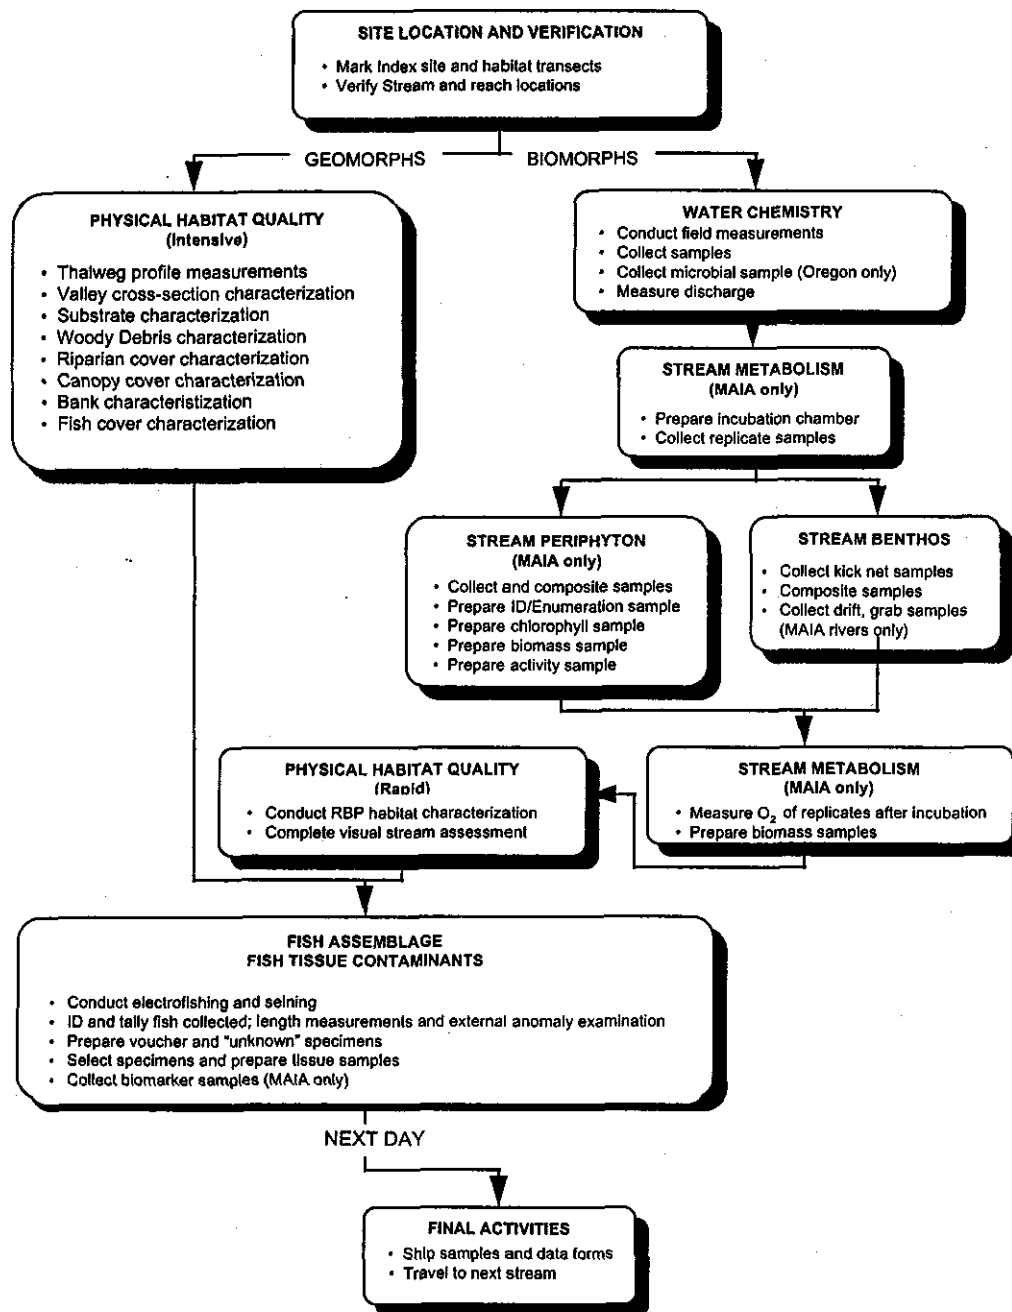 SITE LOCATION AND VERIFICATION
• Mark Index site and habitat transects
• Verify Stream and reach locations
GEOMORPHS
BIOMORPHS
PHYSICAL HABITAT QUALITY
(Intensive)
• Thalweg profile measurements
• Valley cross-section characterization
• Substrate characterization
• Woody Debris characterization
• Riparian cover characterization
• Canopy cover characterization
• Bank characteristization
• Fish cover characterization
WATER CHEMISTRY
• Conduct field measurements
• Collect samples
• Collect microbial sample (Oregon only)
• Measure discharge
STREAM METABOLISM
(MAIA only)
• Prepare incubation chamber
• Collect replicate samples
STREAM PERIPHYTON
(MAIA only)
• Collect and composite samples
• Prepare ID/Enumeration sample
• Prepare chlorophyll sample
• Prepare biomass sample
• Prepare activity sample
STREAM BENTHOS
• Collect kick net samples
• Composite samples
• Collect drift, grab samples
(MAIA rivers only)
PHYSICAL HABITAT QUALITY
(Rapid)
• Conduct RBP habitat characterization
• Complete visual stream assessment
STREAM METABOLISM
(MAIA only)
• Measure O₂ of replicates after incubation
• Prepare biomass samples
FISH ASSEMBLAGE
FISH TISSUE CONTAMINANTS
• Conduct electrofishing and seining
• ID and tally fish collected; length measurements and external anomaly examination
• Prepare voucher and "unknown" specimens
• Select specimens and prepare tissue samples
• Collect biomarker samples (MAIA only)
NEXT DAY
FINAL ACTIVITIES
• Ship samples and data forms
• Travel to next stream